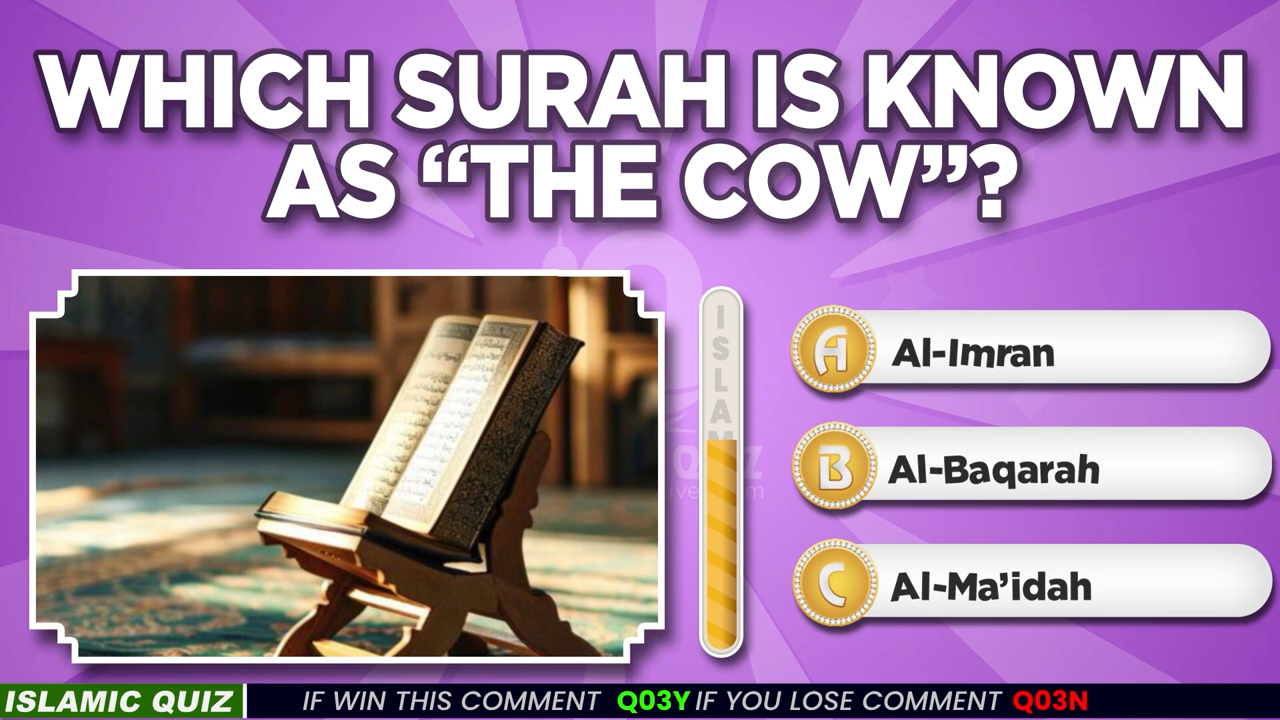 WHICH SURAH IS KNOWN
AS “THE COW”?
ISLAM
A Al-Imran
B Al-Baqarah
C Al-Ma’idah
ISLAMIC QUIZ IF WIN THIS COMMENT Q03Y IF YOU LOSE COMMENT Q03N